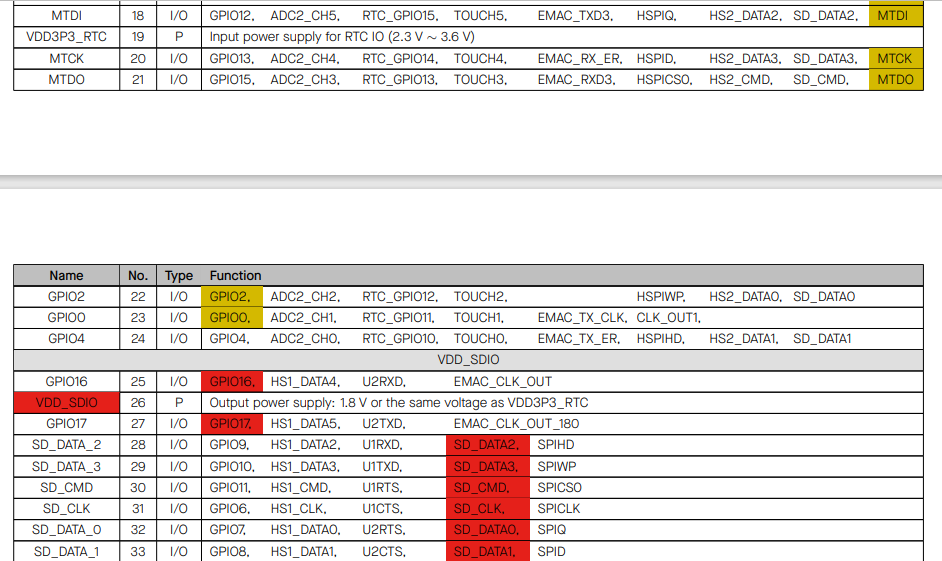 MTDI 18 I/O GPIO12, ADC2_CH5, RTC_GPIO15, TOUCH5, EMAC_TXD3, HSPIQ, HS2_DATA2, SD_DATA2, MTDI
VDD3P3_RTC 19 P Input power supply for RTC IO (2.3 V ∼ 3.6 V)
MTCK 20 I/O GPIO13, ADC2_CH4, RTC_GPIO14, TOUCH4, EMAC_RX_ER, HSPID, HS2_DATA3, SD_DATA3, MTCK
MTDO 21 I/O GPIO15, ADC2_CH3, RTC_GPIO13, TOUCH3, EMAC_RXD3, HSPICS0, HS2_CMD, SD_CMD, MTDO
Name No. Type Function
GPIO2 22 I/O GPIO2, ADC2_CH2, RTC_GPIO12, TOUCH2, HSPIWP, HS2_DATA0, SD_DATA0
GPIO0 23 I/O GPIO0, ADC2_CH1, RTC_GPIO11, TOUCH1, EMAC_TX_CLK, CLK_OUT1,
GPIO4 24 I/O GPIO4, ADC2_CH0, RTC_GPIO10, TOUCH0, EMAC_TX_ER, HSPIHD, HS2_DATA1, SD_DATA1
VDD_SDIO
GPIO16 25 I/O GPIO16, HS1_DATA4, U2RXD, EMAC_CLK_OUT
VDD_SDIO 26 P Output power supply: 1.8 V or the same voltage as VDD3P3_RTC
GPIO17 27 I/O GPIO17, HS1_DATA5, U2TXD, EMAC_CLK_OUT_180
SD_DATA_2 28 I/O GPIO9, HS1_DATA2, U1RXD, SD_DATA2, SPIHD
SD_DATA_3 29 I/O GPIO10, HS1_DATA3, U1TXD, SD_DATA3, SPIWP
SD_CMD 30 I/O GPIO11, HS1_CMD, U1RTS, SD_CMD, SPICS0
SD_CLK 31 I/O GPIO6, HS1_CLK, U1CTS, SD_CLK, SPICLK
SD_DATA_0 32 I/O GPIO7, HS1_DATA0, U2RTS, SD_DATA0, SPIQ
SD_DATA_1 33 I/O GPIO8, HS1_DATA1, U2CTS, SD_DATA1, SPID